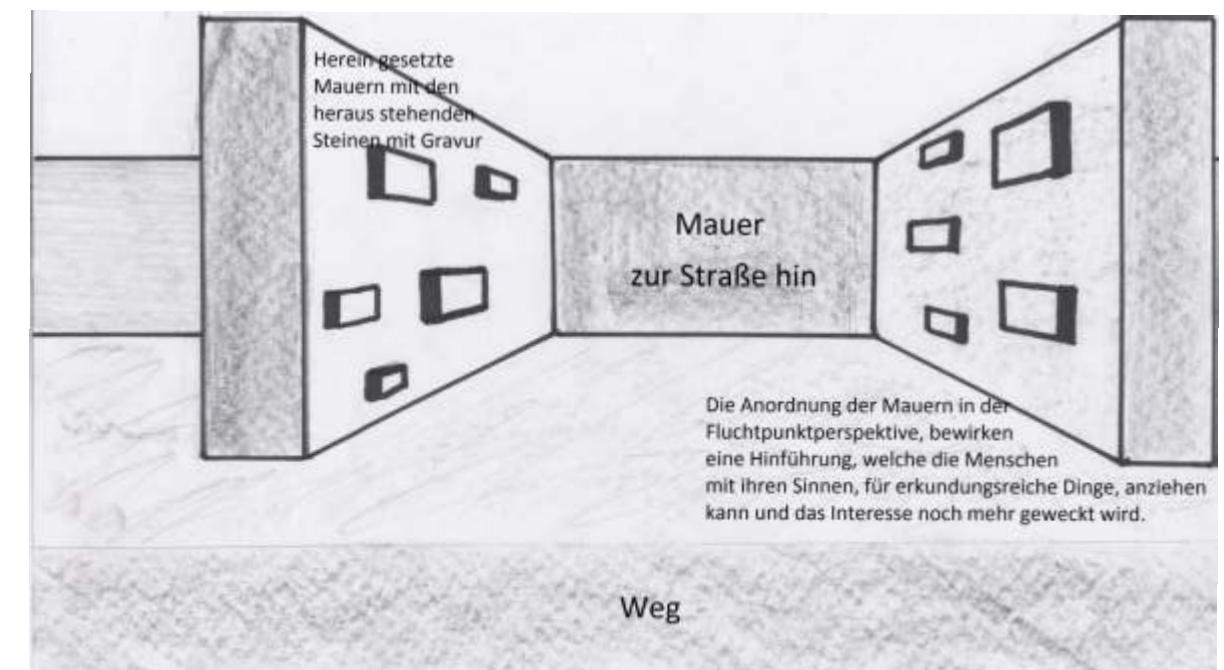 Herein gesetzte
Mauern mit den
heraus stehenden
Steinen mit Gravur
Mauer
zur Straße hin
Die Anordnung der Mauern in der
Fluchtpunktperspektive, bewirken
eine Hinführung, welche die Menschen
mit ihren Sinnen, für erkundungsreiche Dinge, anziehen
kann und das Interesse noch mehr geweckt wird.
Weg